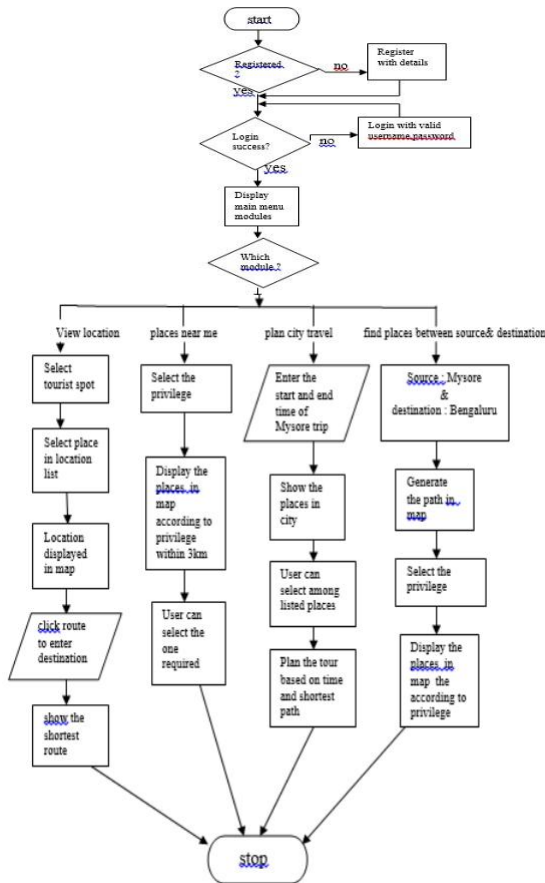 start
Registered
?
no
Register
with details
yes
Login
success?
no
Login with valid
username,password
yes
Display
main menu
modules
Which
module ?
View location
places near me
plan city travel
find places between source& destination
Select
tourist spot
Select place
in location
list
Location
displayed
in map
click route
to enter
destination
show the
shortest
route
Select the
privilege
Display the
places in
map
according to
privilege
within 3km
User can
select the
one
required
Enter the
start and end
time of
Mysore trip
Show the
places in
city
User can
select among
listed places
Plan the tour
based on time
and shortest
path
Source : Mysore
&
destination : Bengaluru
Generate
the path in
map
Select the
privilege
Display the
places in
map the
according to
privilege
stop